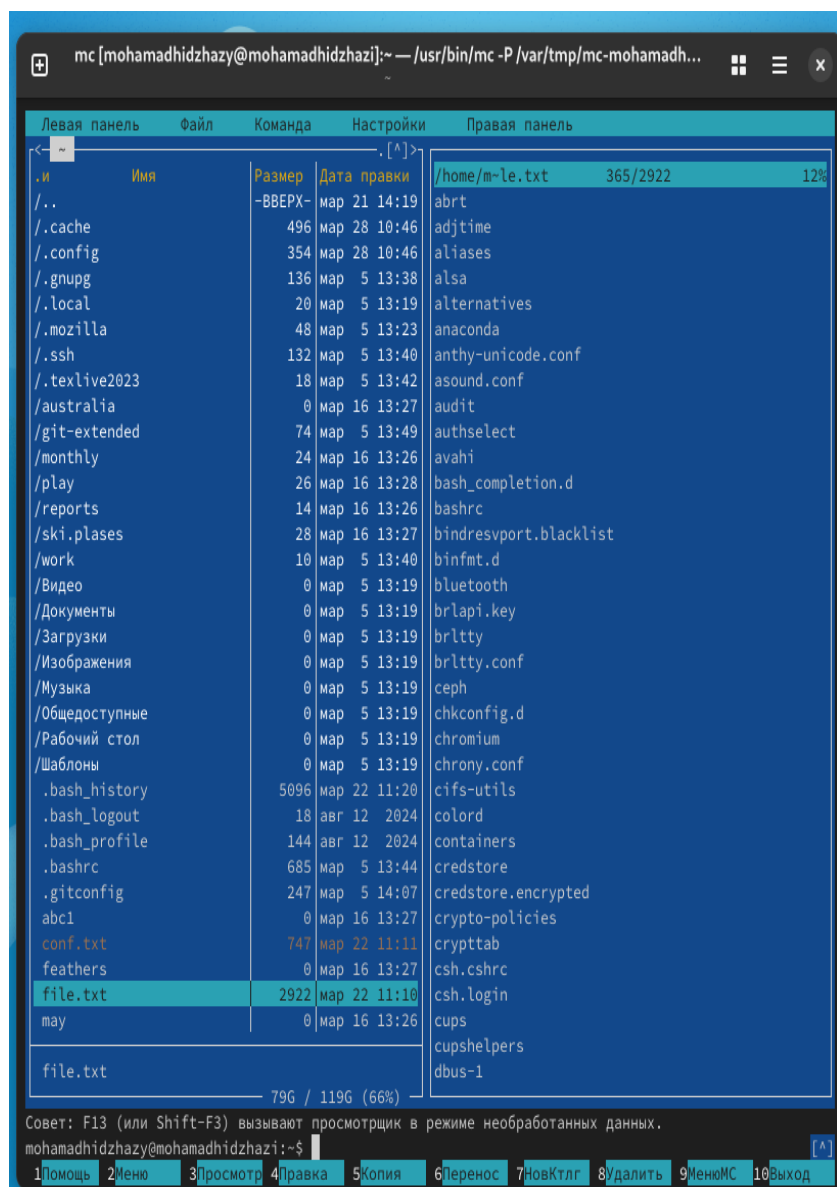 mc [mohamadhidzhazy@mohamadhidzhazi]:~ — /usr/bin/mc -P /var/tmp/mc-mohamadh...
~
Левая панель Файл Команда Настройки Правая панель
<- ~ .[^]>
.и Имя Размер Дата правки
/.. -ВВЕРХ- мар 21 14:19
/.cache 496 мар 28 10:46
/.config 354 мар 28 10:46
/.gnupg 136 мар 5 13:38
/.local 20 мар 5 13:19
/.mozilla 48 мар 5 13:23
/.ssh 132 мар 5 13:40
/.texlive2023 18 мар 5 13:42
/australia 0 мар 16 13:27
/git-extended 74 мар 5 13:49
/monthly 24 мар 16 13:26
/play 26 мар 16 13:28
/reports 14 мар 16 13:26
/ski.plases 28 мар 16 13:27
/work 10 мар 5 13:40
/Видео 0 мар 5 13:19
/Документы 0 мар 5 13:19
/Загрузки 0 мар 5 13:19
/Изображения 0 мар 5 13:19
/Музыка 0 мар 5 13:19
/Общедоступные 0 мар 5 13:19
/Рабочий стол 0 мар 5 13:19
/Шаблоны 0 мар 5 13:19
.bash_history 5096 мар 22 11:20
.bash_logout 18 авг 12 2024
.bash_profile 144 авг 12 2024
.bashrc 685 мар 5 13:44
.gitconfig 247 мар 5 14:07
abc1 0 мар 16 13:27
conf.txt 747 мар 22 11:11
feathers 0 мар 16 13:27
file.txt 2922 мар 22 11:10
may 0 мар 16 13:26
file.txt
79G / 119G (66%)
/home/m~le.txt 365/2922 12%
abrt
adjtime
aliases
alsa
alternatives
anaconda
anthy-unicode.conf
asound.conf
audit
authselect
avahi
bash_completion.d
bashrc
bindresvport.blacklist
binfmt.d
bluetooth
brlapi.key
brltty
brltty.conf
ceph
chkconfig.d
chromium
chrony.conf
cifs-utils
colord
containers
credstore
credstore.encrypted
crypto-policies
crypttab
csh.cshrc
csh.login
cups
cupshelpers
dbus-1
Совет: F13 (или Shift-F3) вызывают просмотрщик в режиме необработанных данных.
mohamadhidzhazy@mohamadhidzhazi:~$ [^]
1Помощь 2Меню 3Просмотр 4Правка 5Копия 6Перенос 7НовКтлг 8Удалить 9МенюМС 10Выход